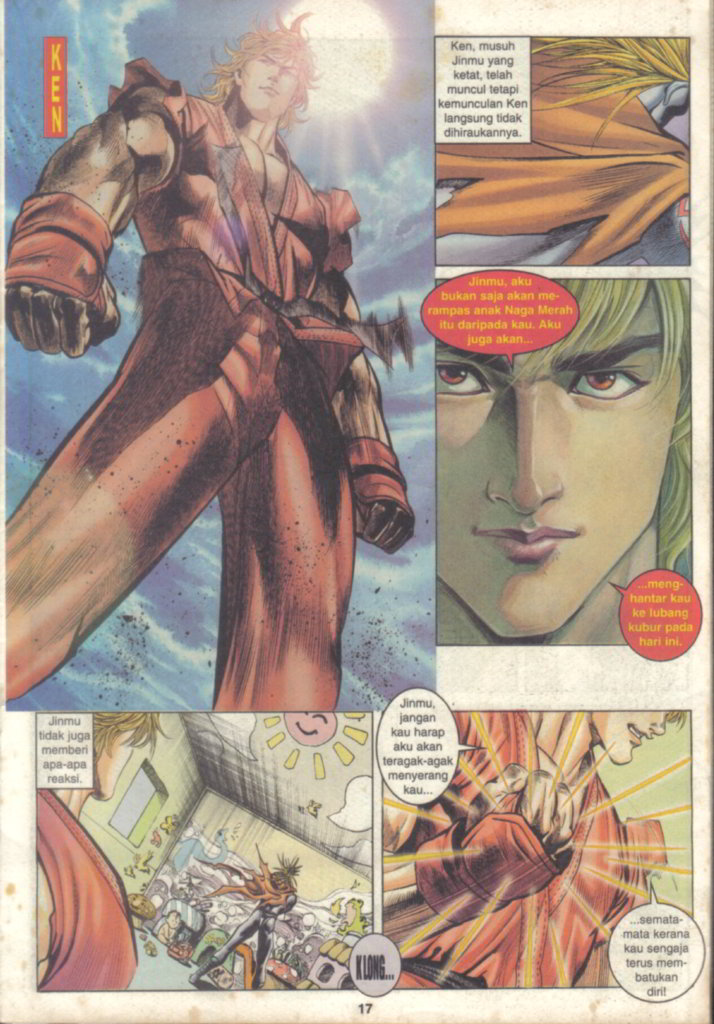 KEN
Ken, musuh
Jinmu yang
ketat, telah
muncul tetapi
kemunculan Ken
langsung tidak
dihiraukannya.
Jinmu, aku
bukan saja akan me-
rampas anak Naga Merah
itu daripada kau. Aku
juga akan...
...meng-
hantar kau
ke lubang
kubur pada
hari ini.
Jinmu
tidak juga
memberi
apa-apa
reaksi.
KLONG...
Jinmu,
jangan
kau harap
aku akan
teragak-agak
menyerang
kau...
...semata-
mata kerana
kau sengaja
terus mem-
batukan
diri!
17